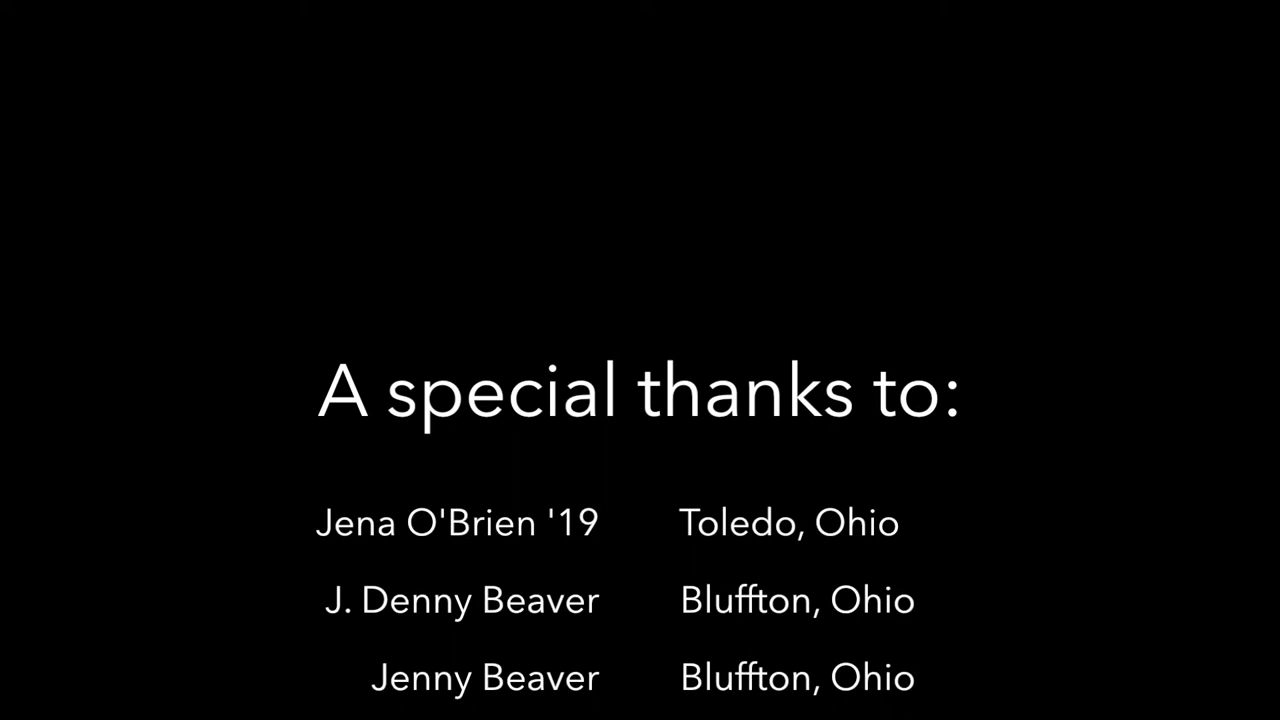 A special thanks to:
Jena O'Brien '19 Toledo, Ohio
J. Denny Beaver Bluffton, Ohio
Jenny Beaver Bluffton, Ohio